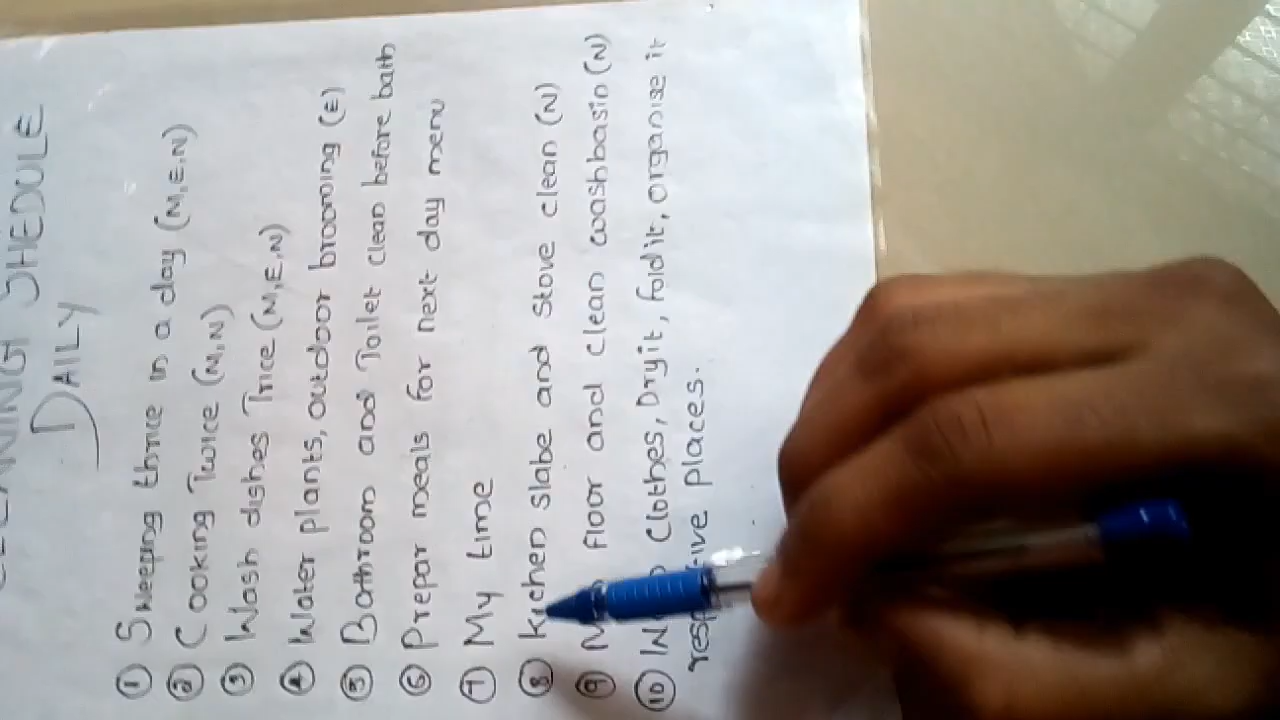 SHEDULE
DAILY
① Sweeping thrice in a day (M,E,N)
② Cooking Twice (M,N)
③ Wash dishes Trice (M,E,N)
④ Water plants, outdoor brooming (E)
⑤ Bathroom and Toilet clean before bath
⑥ Prepar meals for next day menu
⑦ My time
⑧ Kitchen slabe and stove clean (N)
⑨ floor and clean washbasin (N)
⑩ Clothes, Dry it, fold it, organise it
places.